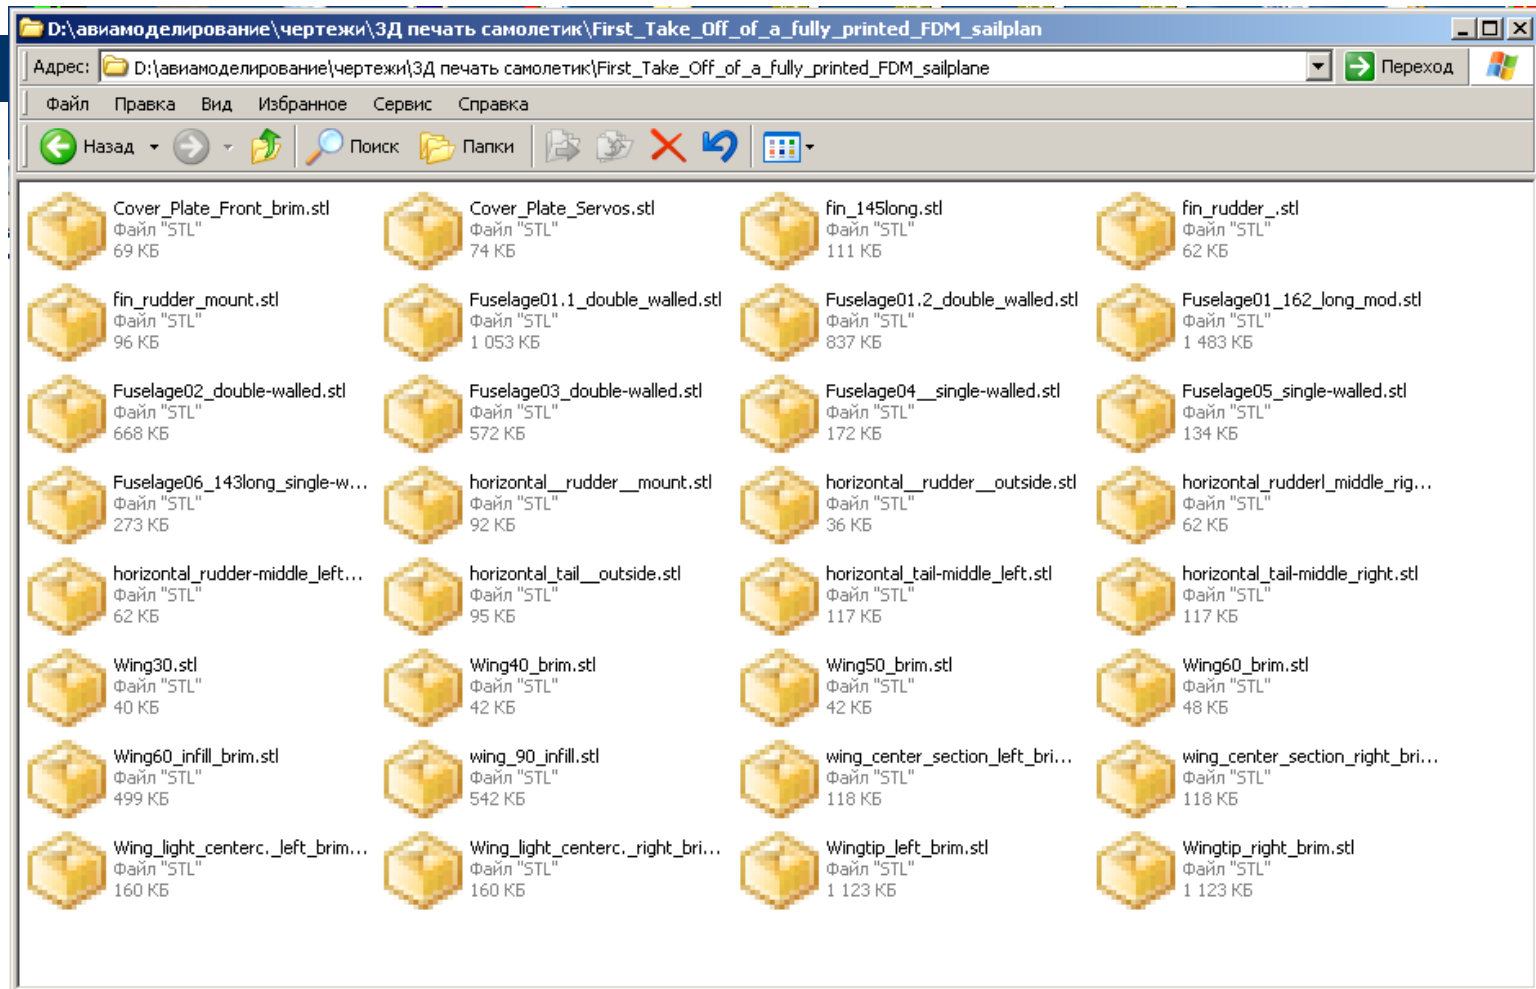 D:\авиамоделирование\чертежи\3Д печать самолетик\First_Take_Off_of_a_fully_printed_FDM_sailplan
Адрес: D:\авиамоделирование\чертежи\3Д печать самолетик\First_Take_Off_of_a_fully_printed_FDM_sailplane Переход
Файл Правка Вид Избранное Сервис Справка
Назад Поиск Папки
Cover_Plate_Front_brim.stl
Файл "STL"
69 КБ
Cover_Plate_Servos.stl
Файл "STL"
74 КБ
fin_145long.stl
Файл "STL"
111 КБ
fin_rudder_.stl
Файл "STL"
62 КБ
fin_rudder_mount.stl
Файл "STL"
96 КБ
Fuselage01.1_double_walled.stl
Файл "STL"
1 053 КБ
Fuselage01.2_double_walled.stl
Файл "STL"
837 КБ
Fuselage01_162_long_mod.stl
Файл "STL"
1 483 КБ
Fuselage02_double-walled.stl
Файл "STL"
668 КБ
Fuselage03_double-walled.stl
Файл "STL"
572 КБ
Fuselage04__single-walled.stl
Файл "STL"
172 КБ
Fuselage05_single-walled.stl
Файл "STL"
134 КБ
Fuselage06_143long_single-w...
Файл "STL"
273 КБ
horizontal__rudder__mount.stl
Файл "STL"
92 КБ
horizontal__rudder__outside.stl
Файл "STL"
36 КБ
horizontal_rudderl_middle_rig...
Файл "STL"
62 КБ
horizontal_rudder-middle_left...
Файл "STL"
62 КБ
horizontal_tail__outside.stl
Файл "STL"
95 КБ
horizontal_tail-middle_left.stl
Файл "STL"
117 КБ
horizontal_tail-middle_right.stl
Файл "STL"
117 КБ
Wing30.stl
Файл "STL"
40 КБ
Wing40_brim.stl
Файл "STL"
42 КБ
Wing50_brim.stl
Файл "STL"
42 КБ
Wing60_brim.stl
Файл "STL"
48 КБ
Wing60_infill_brim.stl
Файл "STL"
499 КБ
wing_90_infill.stl
Файл "STL"
542 КБ
wing_center_section_left_bri...
Файл "STL"
118 КБ
wing_center_section_right_bri...
Файл "STL"
118 КБ
Wing_light_centerc._left_brim...
Файл "STL"
160 КБ
Wing_light_centerc._right_bri...
Файл "STL"
160 КБ
Wingtip_left_brim.stl
Файл "STL"
1 123 КБ
Wingtip_right_brim.stl
Файл "STL"
1 123 КБ